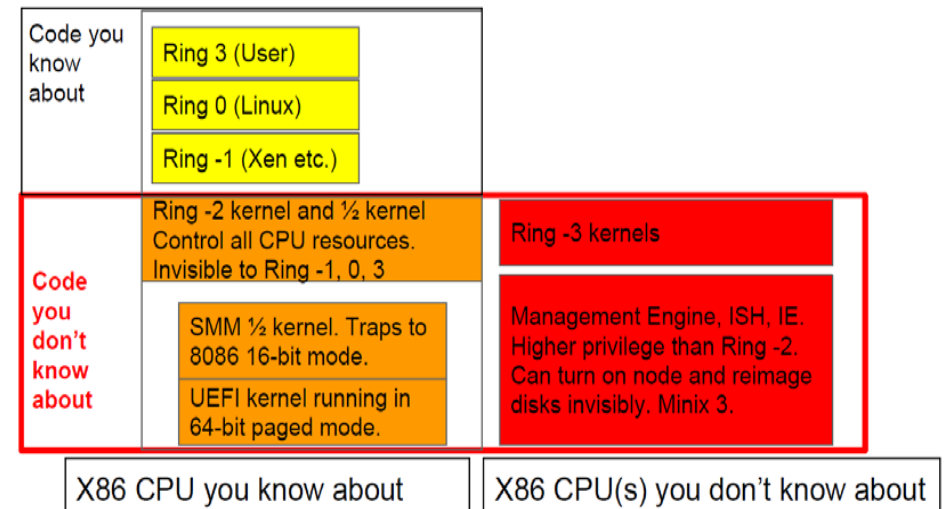 Code you
know
about
Ring 3 (User)
Ring 0 (Linux)
Ring -1 (Xen etc.)
Code
you
don't
know
about
Ring -2 kernel and ½ kernel
Control all CPU resources.
Invisible to Ring -1, 0, 3
SMM ½ kernel. Traps to
8086 16-bit mode.
UEFI kernel running in
64-bit paged mode.
Ring -3 kernels
Management Engine, ISH, IE.
Higher privilege than Ring -2.
Can turn on node and reimage
disks invisibly. Minix 3.
X86 CPU you know about
X86 CPU(s) you don't know about